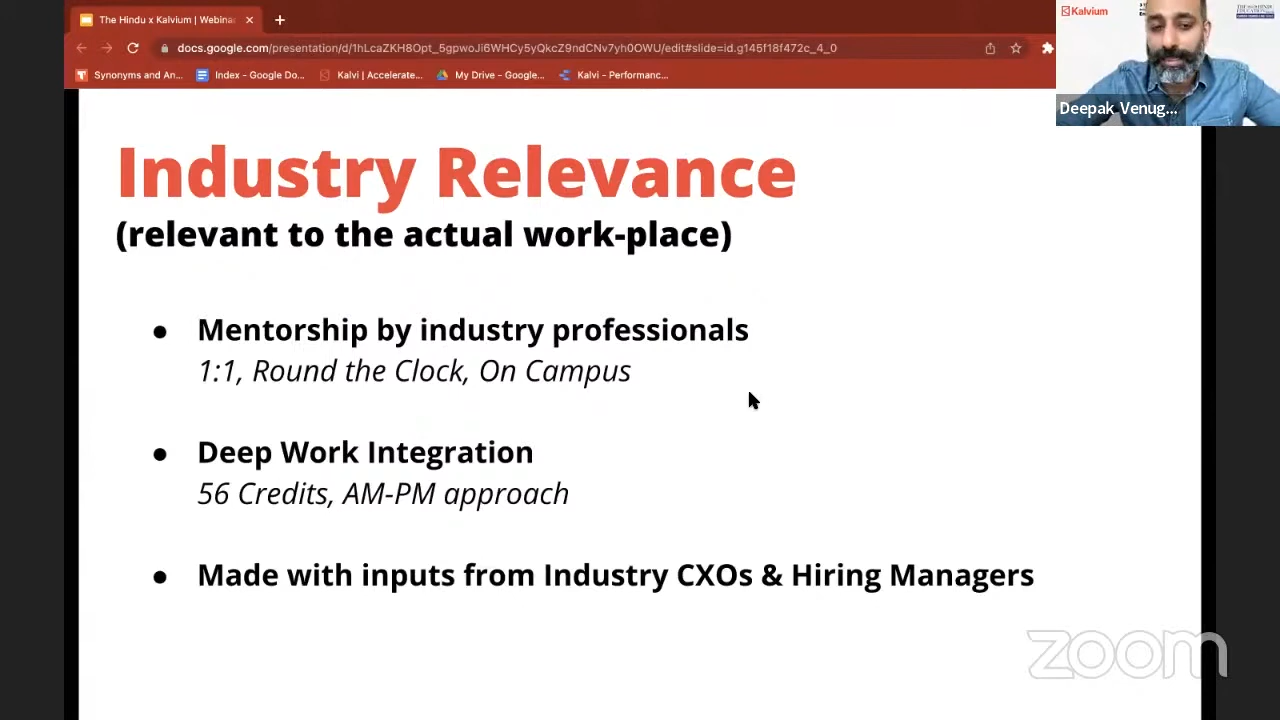 The Hindu x Kalvium | Webinar
docs.google.com/presentation/d/1hLcaZKH8Opt_5gpwoJi6WHCy5yQkcZ9ndCNv7yh0OWU/edit#slide=id.g145f18f472c_4_0
Synonyms and An...
Index - Google Do...
Kalvi | Accelerate...
My Drive - Google...
Kalvi - Performanc...
Kalvium
Deepak Venug...
Industry Relevance
(relevant to the actual work-place)
● Mentorship by industry professionals
1:1, Round the Clock, On Campus
● Deep Work Integration
56 Credits, AM-PM approach
● Made with inputs from Industry CXOs & Hiring Managers
zoom